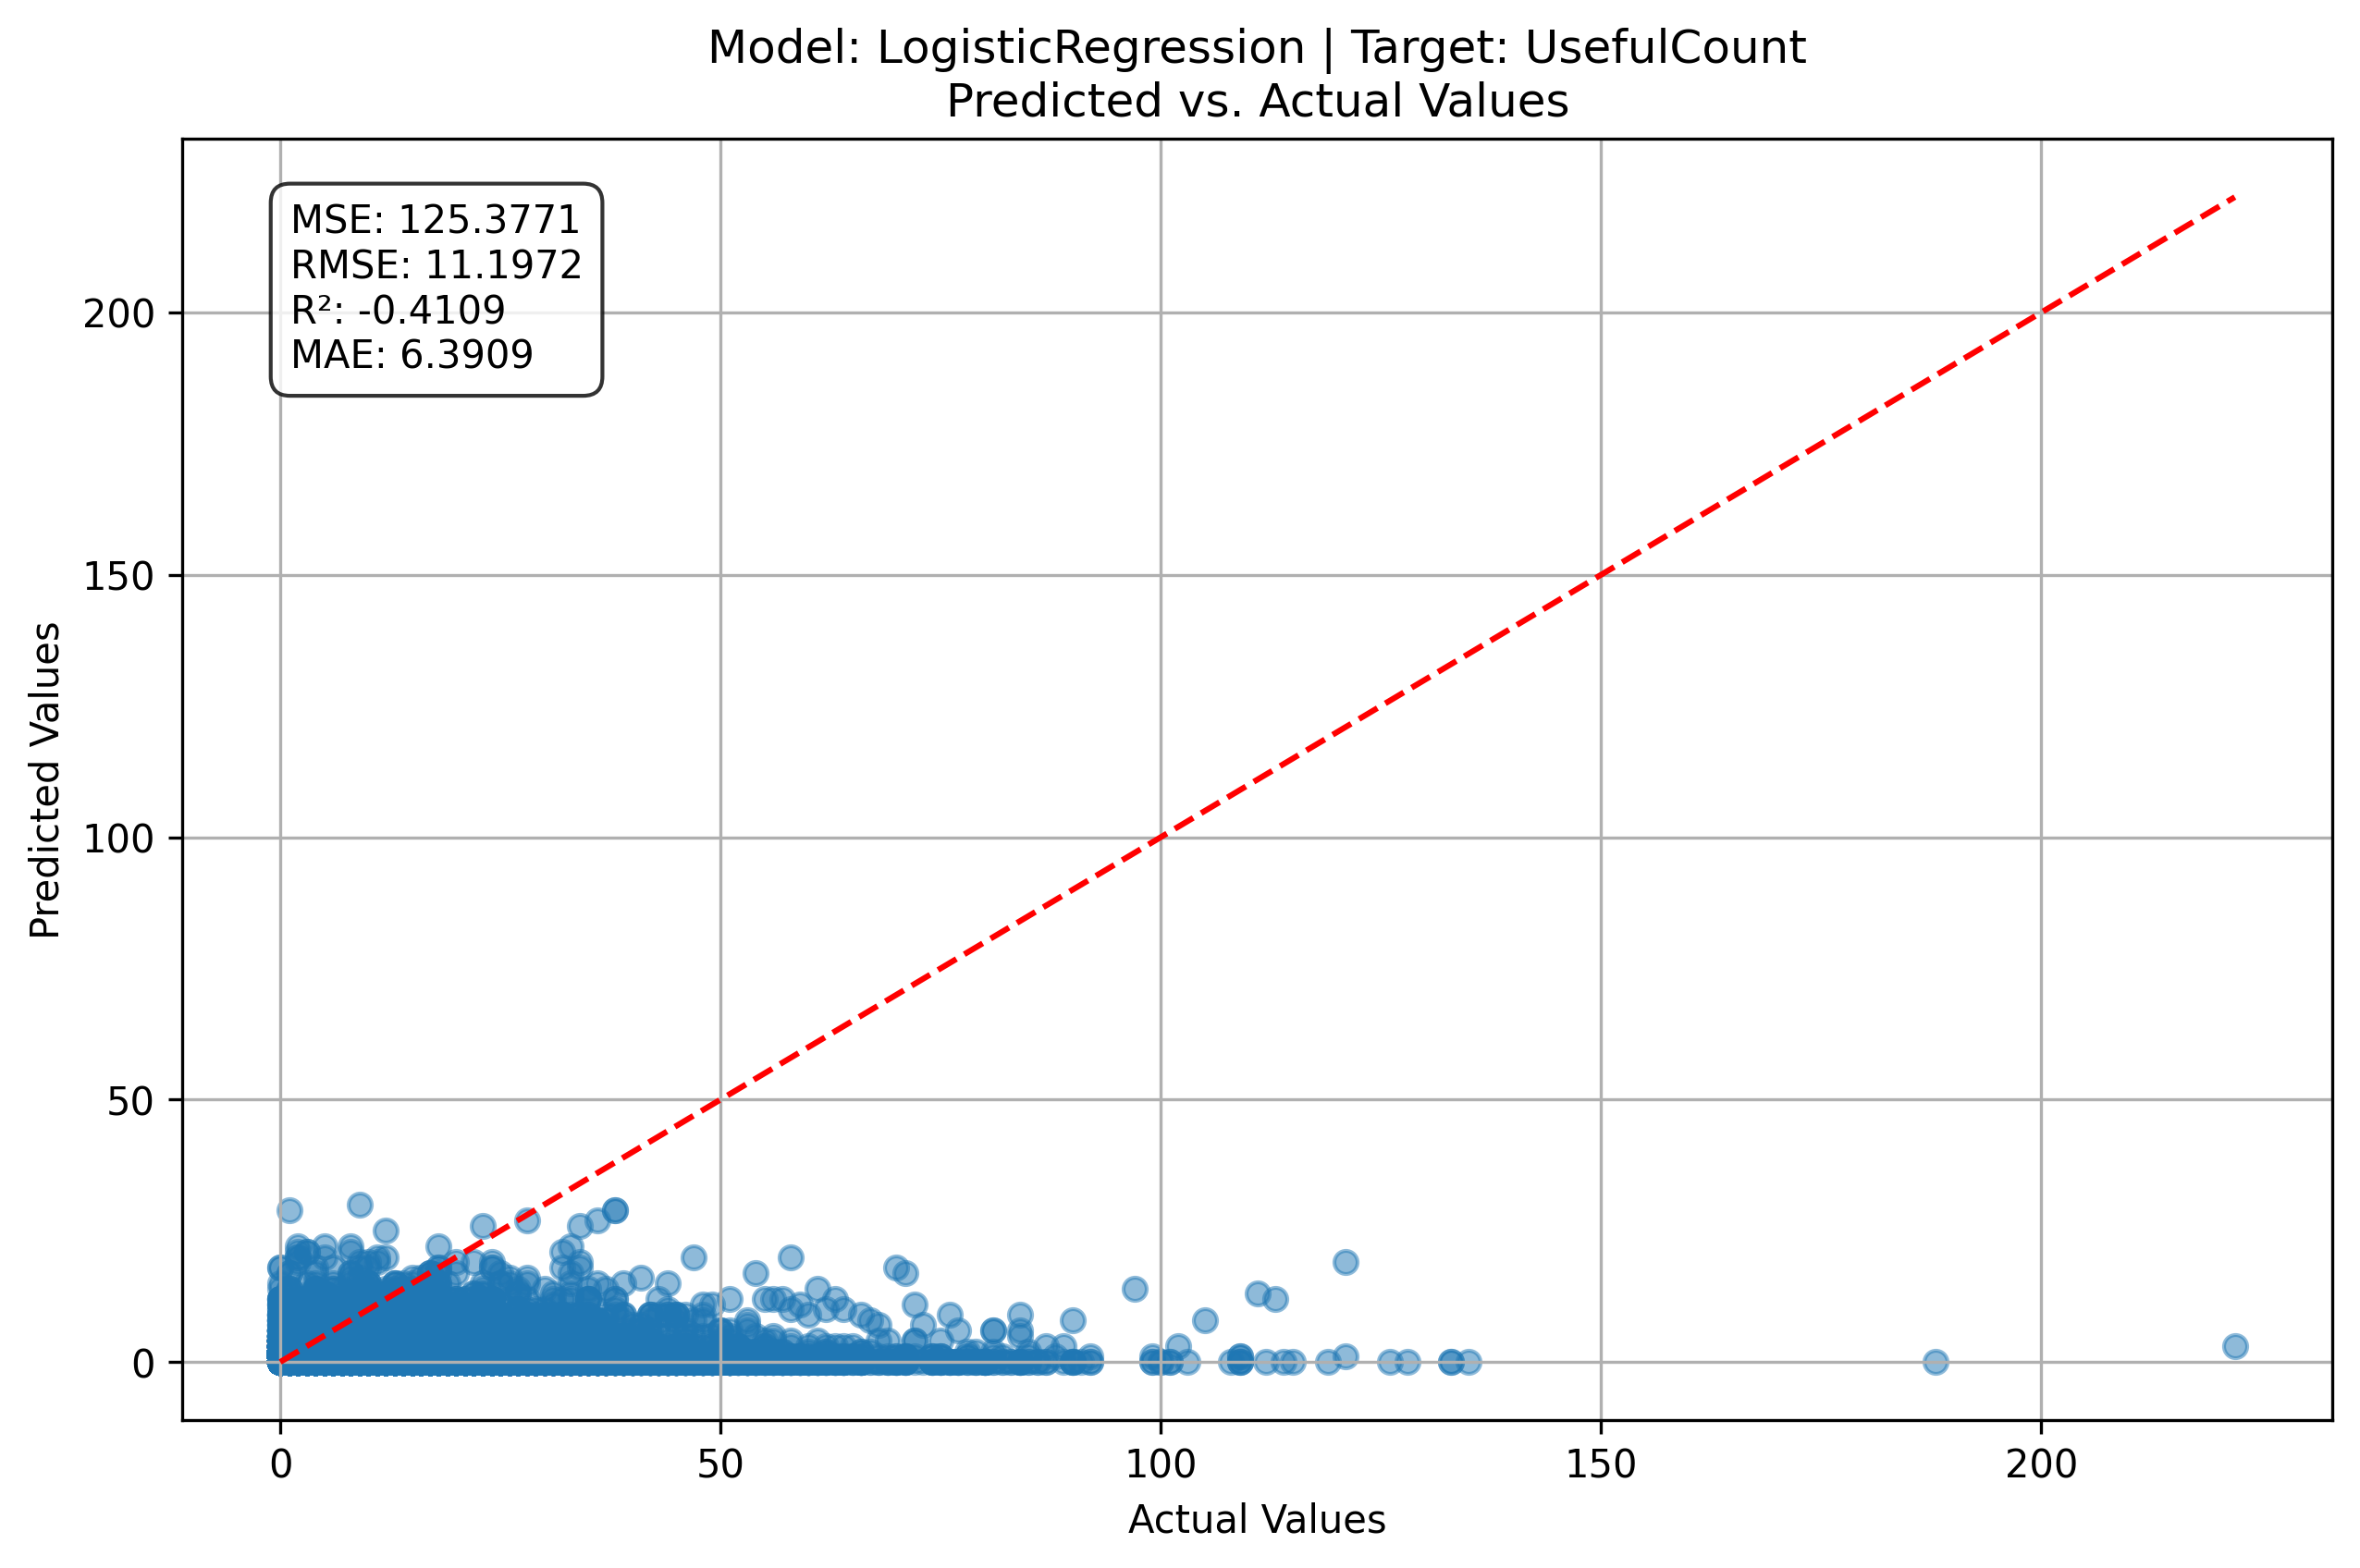 Model: LogisticRegression | Target: UsefulCount
Predicted vs. Actual Values
MSE: 125.3771
RMSE: 11.1972
R²: -0.4109
MAE: 6.3909
200
150
100
50
0
Predicted Values
0
50
100
150
200
Actual Values